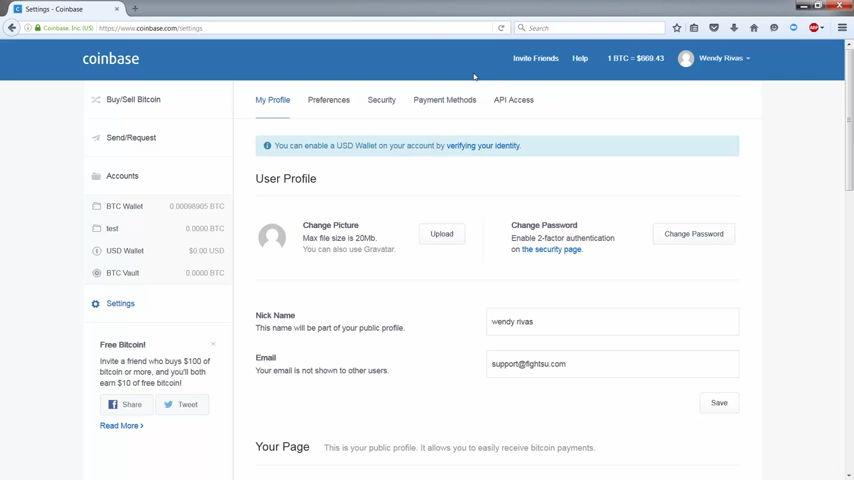 Settings - Coinbase
Coinbase, Inc. (US)
https://www.coinbase.com/settings
Search
coinbase
Invite Friends
Help
1 BTC = $669.43
Wendy Rivas
Buy/Sell Bitcoin
Send/Request
Accounts
BTC Wallet 0.00098905 BTC
test 0.0000 BTC
USD Wallet $0.00 USD
BTC Vault 0.0000 BTC
Settings
Free Bitcoin!
Invite a friend who buys $100 of
bitcoin or more, and you'll both
earn $10 of free bitcoin!
Share
Tweet
Read More
My Profile
Preferences
Security
Payment Methods
API Access
You can enable a USD Wallet on your account by verifying your identity.
User Profile
Change Picture
Max file size is 20Mb.
You can also use Gravatar.
Upload
Change Password
Enable 2-factor authentication
on the security page.
Change Password
Nick Name
This name will be part of your public profile.
wendy rivas
Email
Your email is not shown to other users.
support@fightsu.com
Save
Your Page
This is your public profile. It allows you to easily receive bitcoin payments.